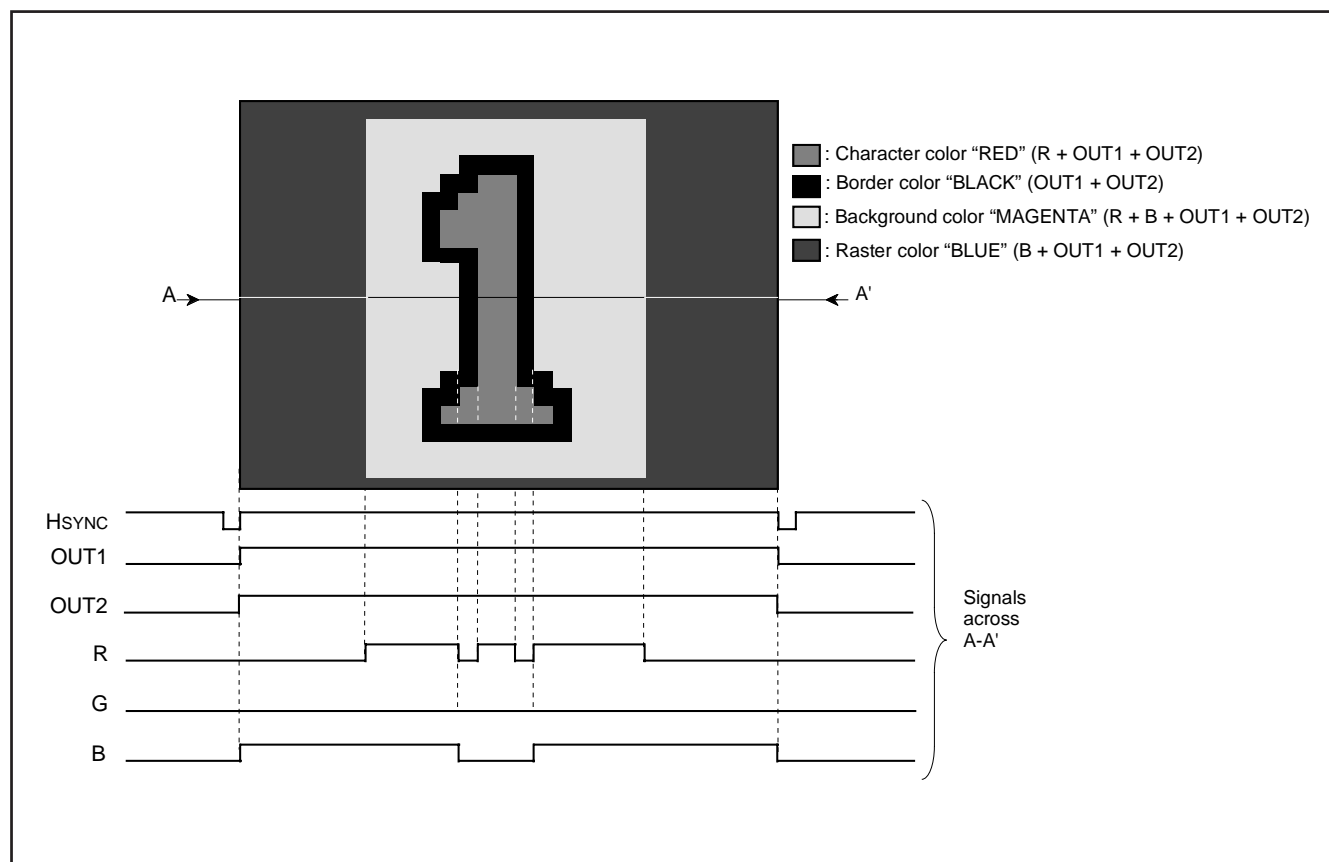 : Character color “RED” (R + OUT1 + OUT2)
: Border color “BLACK” (OUT1 + OUT2)
: Background color “MAGENTA” (R + B + OUT1 + OUT2)
: Raster color “BLUE” (B + OUT1 + OUT2)
A
A'
HSYNC
OUT1
OUT2
R
G
B
Signals
across
A-A'